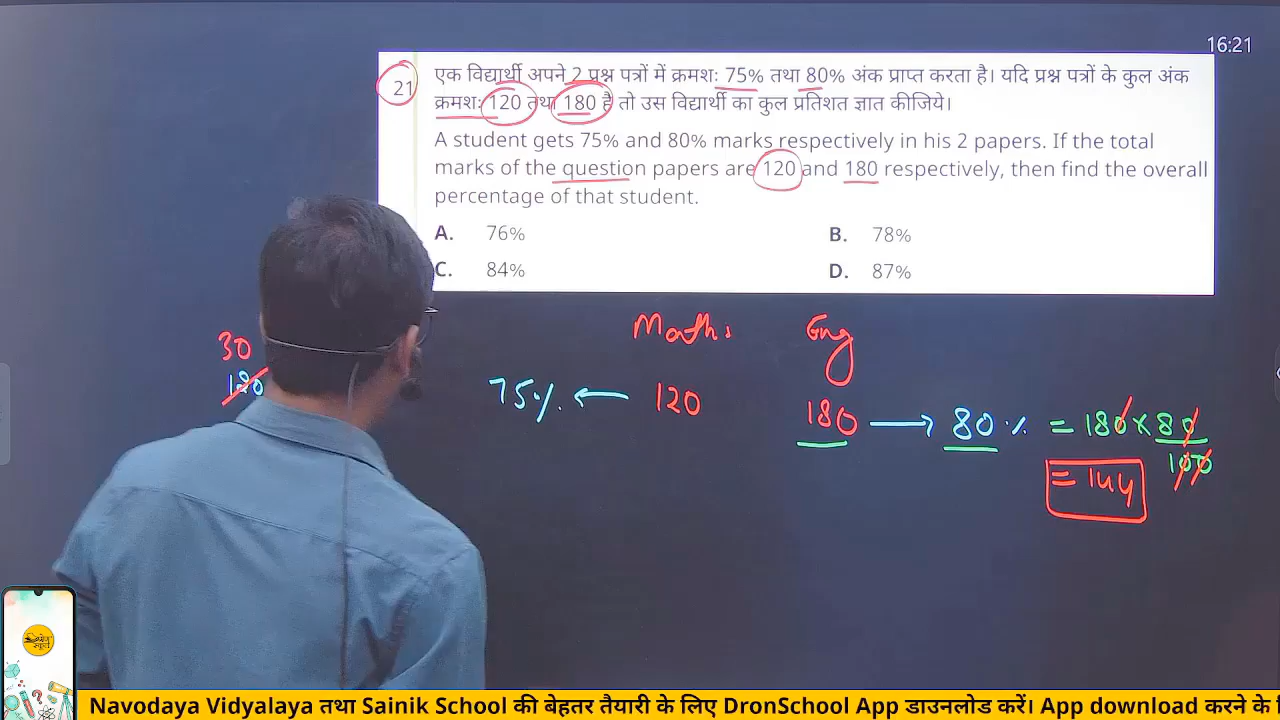 16:21
21
एक विद्यार्थी अपने 2 प्रश्न पत्रों में क्रमशः 75% तथा 80% अंक प्राप्त करता है। यदि प्रश्न पत्रों के कुल अंक
क्रमशः 120 तथा 180 है तो उस विद्यार्थी का कुल प्रतिशत ज्ञात कीजिये।
A student gets 75% and 80% marks respectively in his 2 papers. If the total
marks of the question papers are 120 and 180 respectively, then find the overall
percentage of that student.
A. 76% B. 78%
C. 84% D. 87%
Maths Eng
30
120
75% ← 120
180 → 80% = 180 × 80
100
= 144
Navodaya Vidyalaya तथा Sainik School की बेहतर तैयारी के लिए DronSchool App डाउनलोड करें। App download करने के